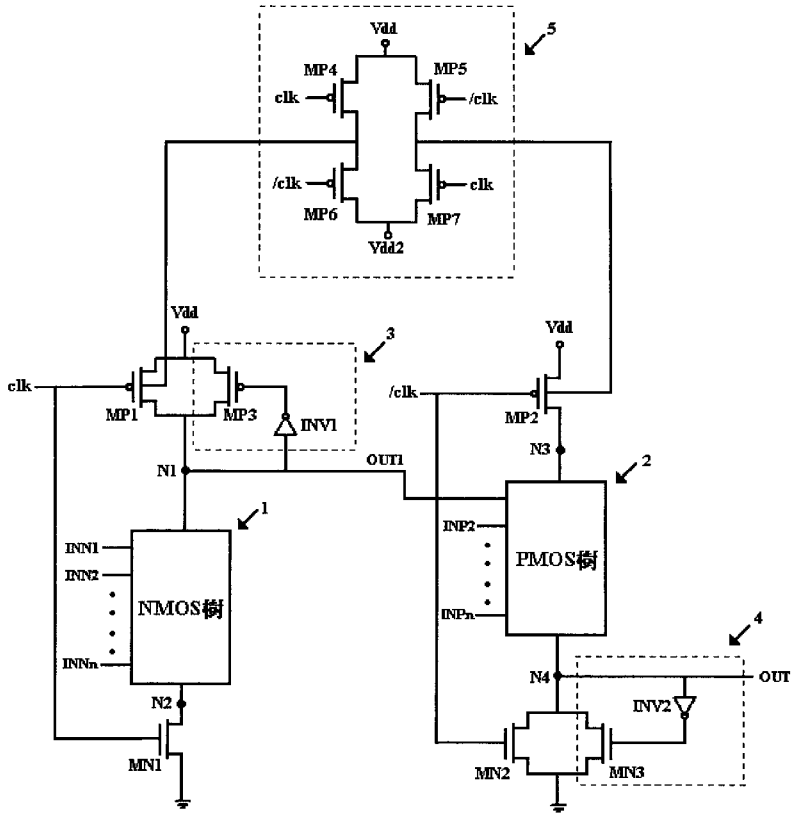 Vdd
5
MP4
MP5
clk
/clk
/clk
clk
MP6
MP7
Vdd2
Vdd
3
Vdd
clk
MP1
MP3
INV1
/clk
MP2
N1
OUT1
N3
2
1
INP2
INN1
PMOS樹
INN2
NMOS樹
INPn
4
INNn
N2
N4
OUT
INV2
MN1
MN2
MN3